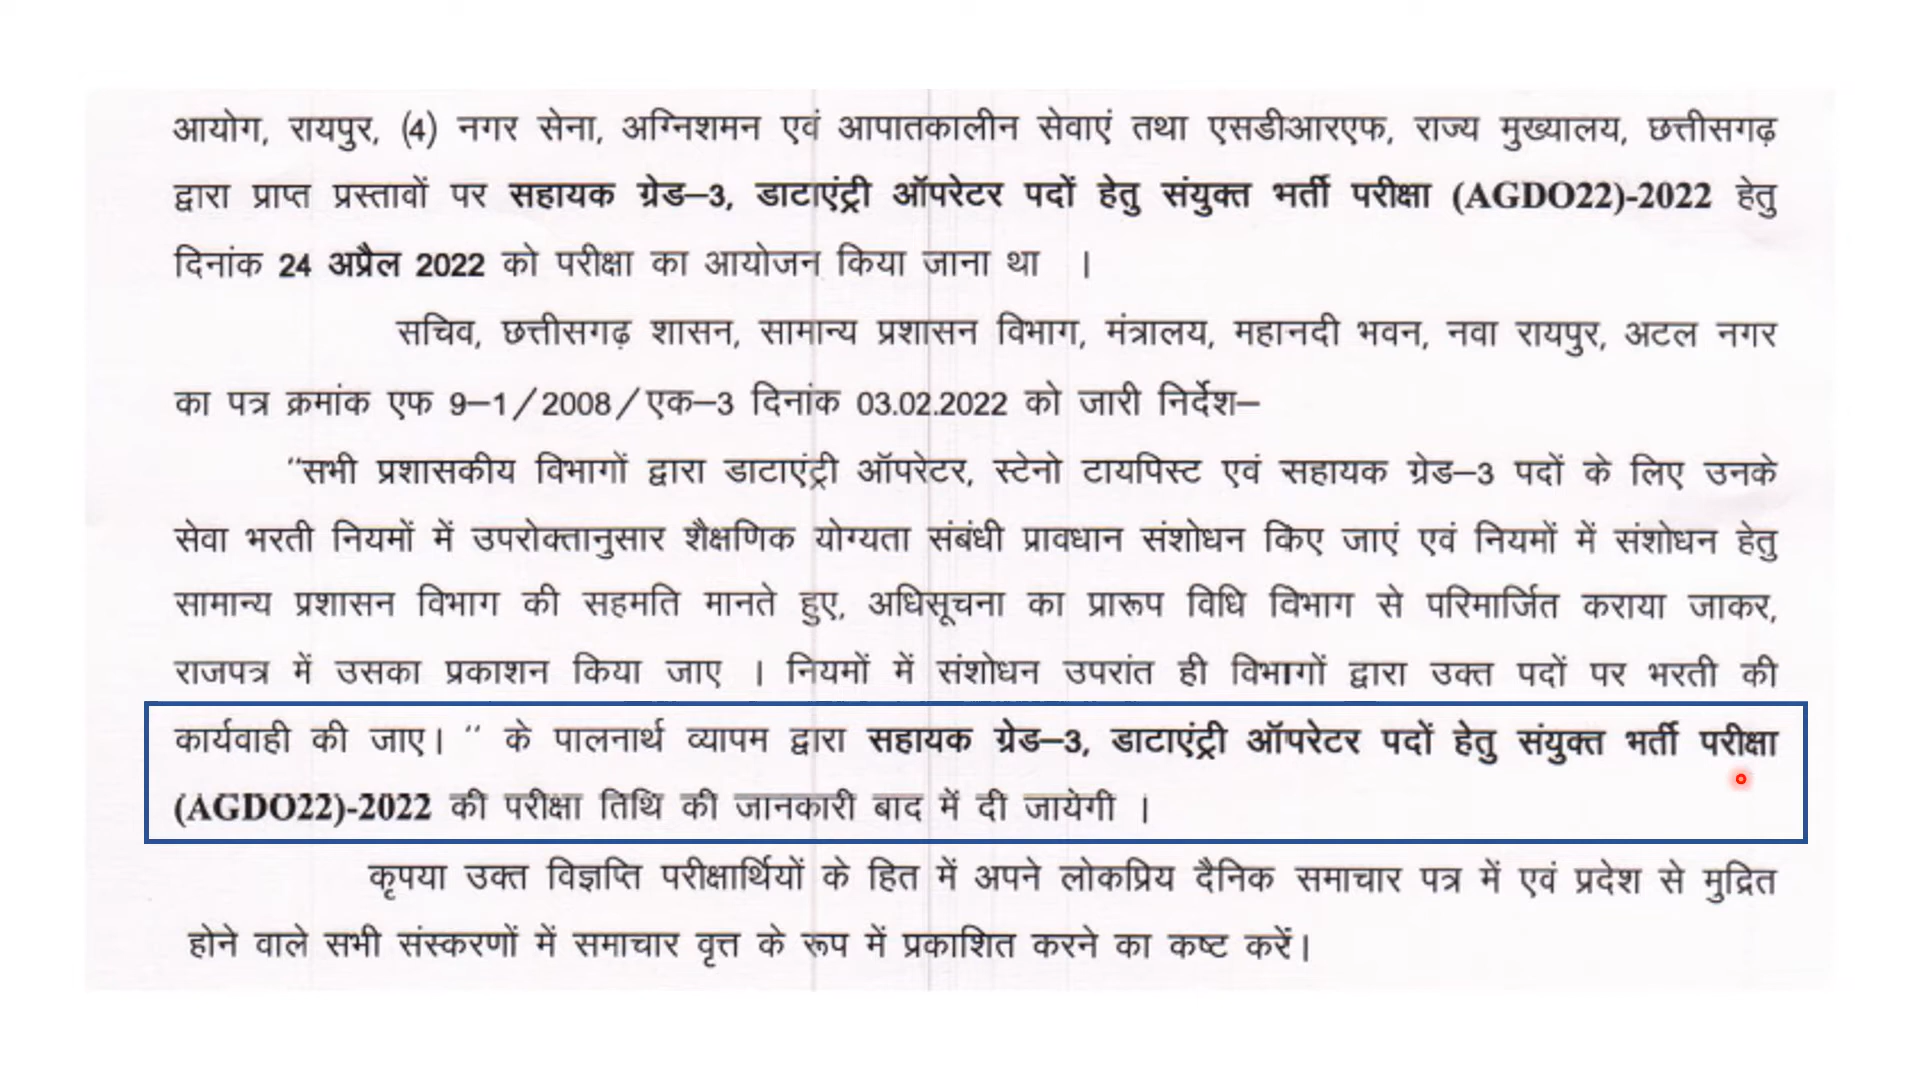 आयोग, रायपुर, (4) नगर सेना, अग्निशमन एवं आपातकालीन सेवाएं तथा एसडीआरएफ, राज्य मुख्यालय, छत्तीसगढ़
द्वारा प्राप्त प्रस्तावों पर सहायक ग्रेड–3, डाटाएंट्री ऑपरेटर पदों हेतु संयुक्त भर्ती परीक्षा (AGDO22)-2022 हेतु
दिनांक 24 अप्रैल 2022 को परीक्षा का आयोजन किया जाना था ।
सचिव, छत्तीसगढ़ शासन, सामान्य प्रशासन विभाग, मंत्रालय, महानदी भवन, नवा रायपुर, अटल नगर
का पत्र क्रमांक एफ 9–1/2008/एक–3 दिनांक 03.02.2022 को जारी निर्देश–
"सभी प्रशासकीय विभागों द्वारा डाटाएंट्री ऑपरेटर, स्टेनो टायपिस्ट एवं सहायक ग्रेड–3 पदों के लिए उनके
सेवा भरती नियमों में उपरोक्तानुसार शैक्षणिक योग्यता संबंधी प्रावधान संशोधन किए जाएं एवं नियमों में संशोधन हेतु
सामान्य प्रशासन विभाग की सहमति मानते हुए, अधिसूचना का प्रारूप विधि विभाग से परिमार्जित कराया जाकर,
राजपत्र में उसका प्रकाशन किया जाए । नियमों में संशोधन उपरांत ही विभागों द्वारा उक्त पदों पर भरती की
कार्यवाही की जाए। " के पालनार्थ व्यापम द्वारा सहायक ग्रेड–3, डाटाएंट्री ऑपरेटर पदों हेतु संयुक्त भर्ती परीक्षा
(AGDO22)-2022 की परीक्षा तिथि की जानकारी बाद में दी जायेगी ।
कृपया उक्त विज्ञप्ति परीक्षार्थियों के हित में अपने लोकप्रिय दैनिक समाचार पत्र में एवं प्रदेश से मुद्रित
होने वाले सभी संस्करणों में समाचार वृत्त के रूप में प्रकाशित करने का कष्ट करें।